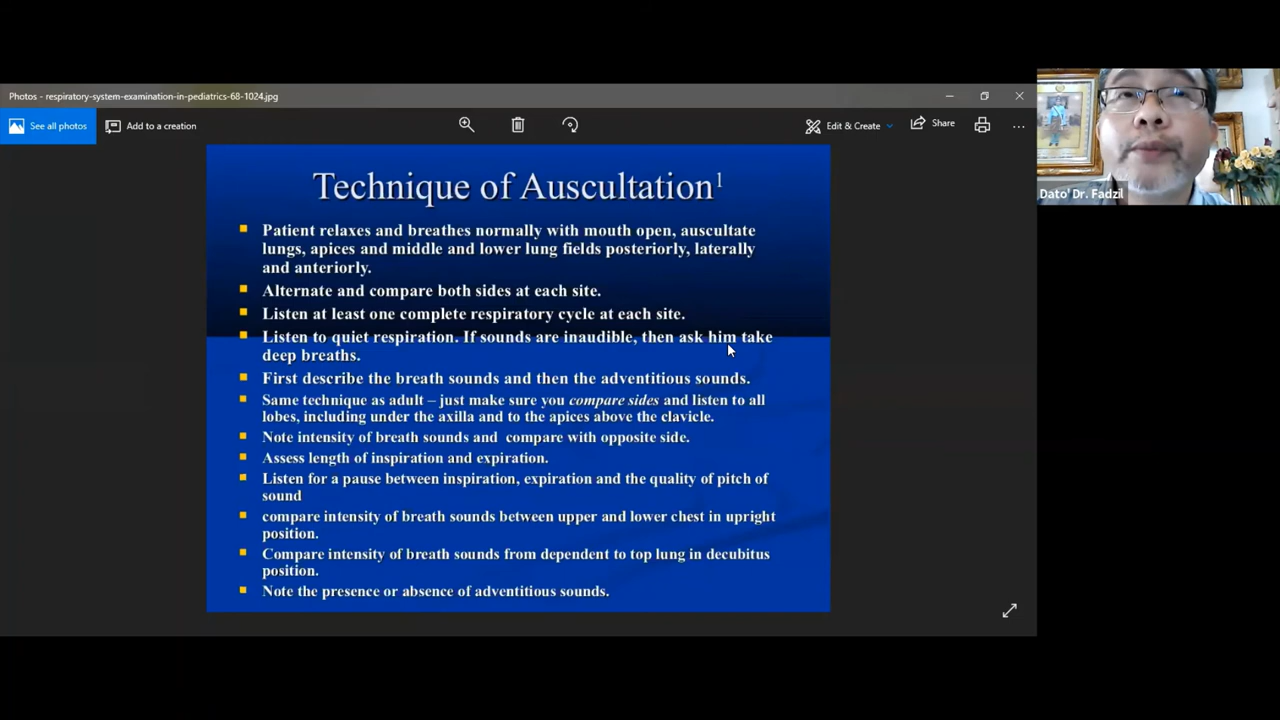 Photos - respiratory-system-examination-in-pediatrics-68-1024.jpg
See all photos
Add to a creation
Edit & Create
Share
Dato' Dr. Fadzil
Technique of Auscultation1
Patient relaxes and breathes normally with mouth open, auscultate
lungs, apices and middle and lower lung fields posteriorly, laterally
and anteriorly.
Alternate and compare both sides at each site.
Listen at least one complete respiratory cycle at each site.
Listen to quiet respiration. If sounds are inaudible, then ask him take
deep breaths.
First describe the breath sounds and then the adventitious sounds.
Same technique as adult – just make sure you compare sides and listen to all
lobes, including under the axilla and to the apices above the clavicle.
Note intensity of breath sounds and compare with opposite side.
Assess length of inspiration and expiration.
Listen for a pause between inspiration, expiration and the quality of pitch of
sound
compare intensity of breath sounds between upper and lower chest in upright
position.
Compare intensity of breath sounds from dependent to top lung in decubitus
position.
Note the presence or absence of adventitious sounds.